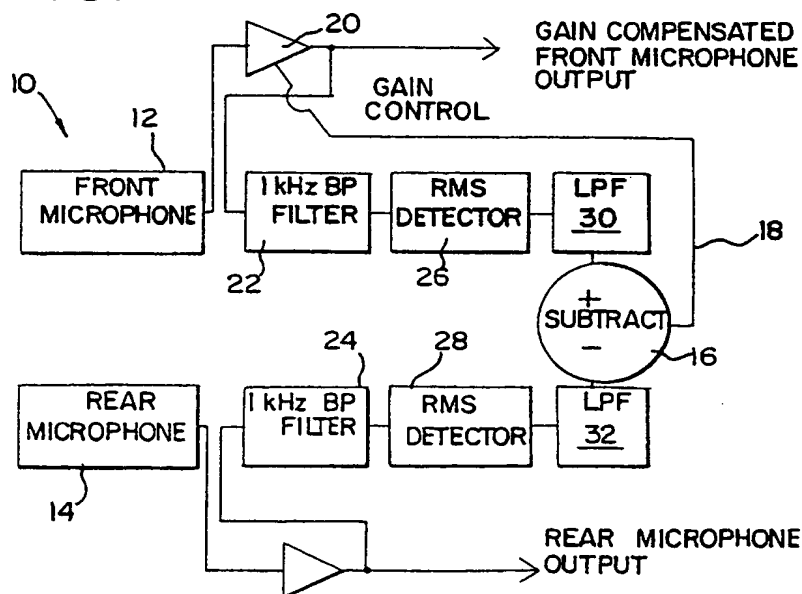 20
GAIN COMPENSATED
FRONT MICROPHONE
OUTPUT
10
GAIN
CONTROL
12
FRONT
MICROPHONE
1 kHz BP
FILTER
RMS
DETECTOR
LPF
30
18
22
26
+
SUBTRACT
-
16
24
28
REAR
MICROPHONE
1 kHz BP
FILTER
RMS
DETECTOR
LPF
32
14
REAR MICROPHONE
OUTPUT